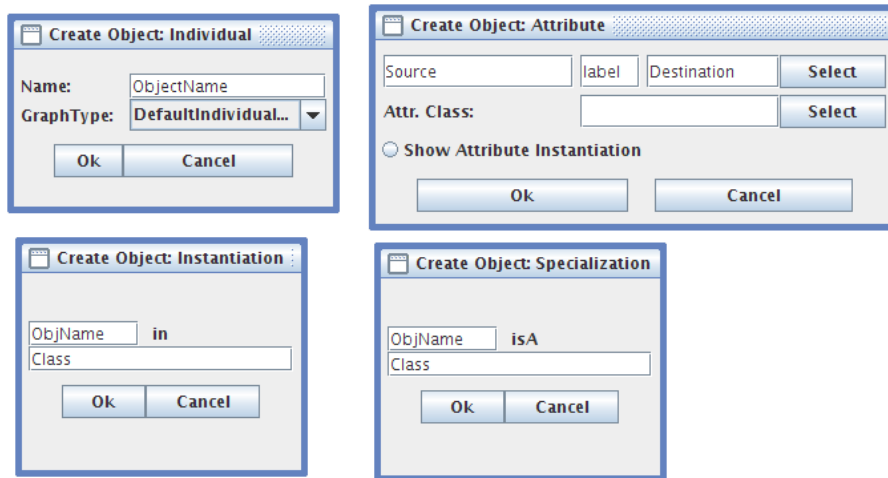 Create Object: Individual
Name: ObjectName
GraphType: DefaultIndividual...
Ok Cancel
Create Object: Attribute
Source label Destination Select
Attr. Class: Select
Show Attribute Instantiation
Ok Cancel
Create Object: Instantiation
ObjName in
Class
Ok Cancel
Create Object: Specialization
ObjName isA
Class
Ok Cancel